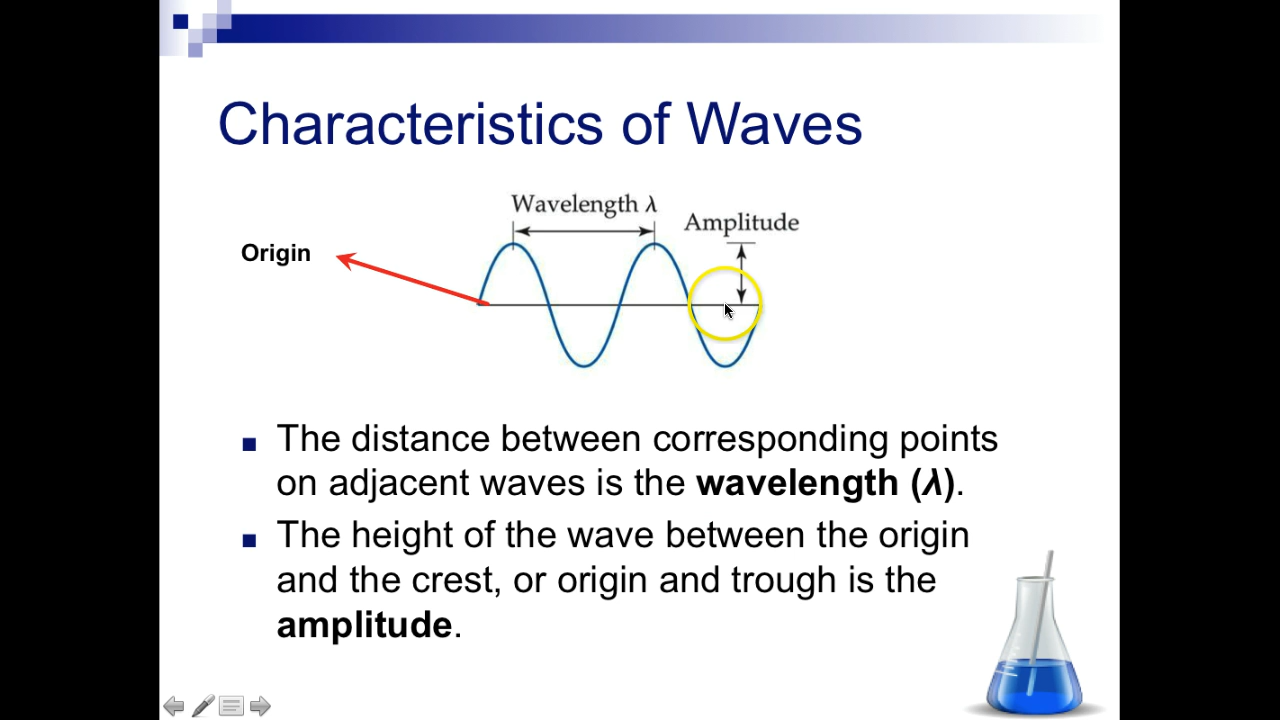 Characteristics of Waves
Wavelength λ
Amplitude
Origin
The distance between corresponding points
on adjacent waves is the wavelength (λ).
The height of the wave between the origin
and the crest, or origin and trough is the
amplitude.